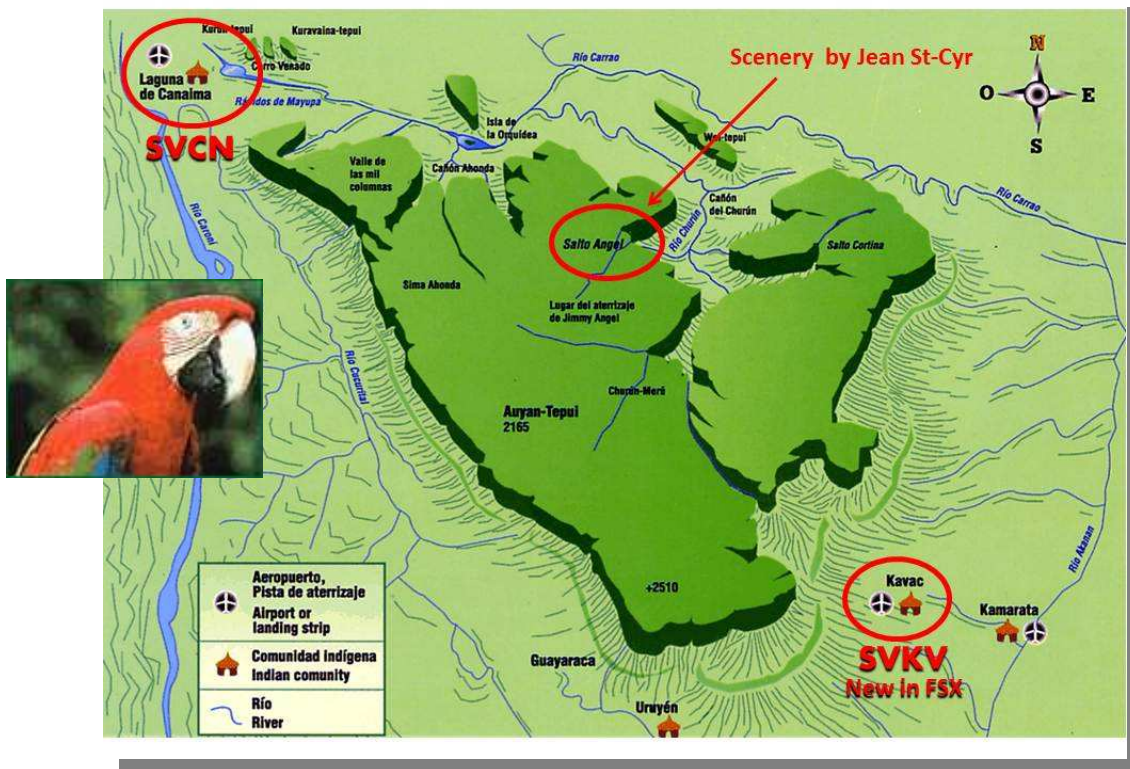 Kurún-tepui
Kuravaina-tepui
Cerro Venado
Laguna
de Canaima
SVCN
Rápidos de Mayupa
Río Carrao
Scenery by Jean St-Cyr
N
O
E
S
Isla de
la Orquídea
Wei-tepui
Valle de
las mil
columnas
Cañón Ahonda
Cañón
del Churún
Río Carrao
Río Caroní
Salto Angel
Río Churún
Salto Cortina
Sima Ahonda
Lugar del aterrizaje
de Jimmy Angel
Río Cucurital
Churún-Merú
Auyan-Tepui
2165
Río Akanan
+2510
Kavac
Kamarata
SVKV
New in FSX
Guayaraca
Uruyén
Aeropuerto,
Pista de aterrizaje
Airport or
landing strip
Comunidad indígena
Indian comunity
Río
River